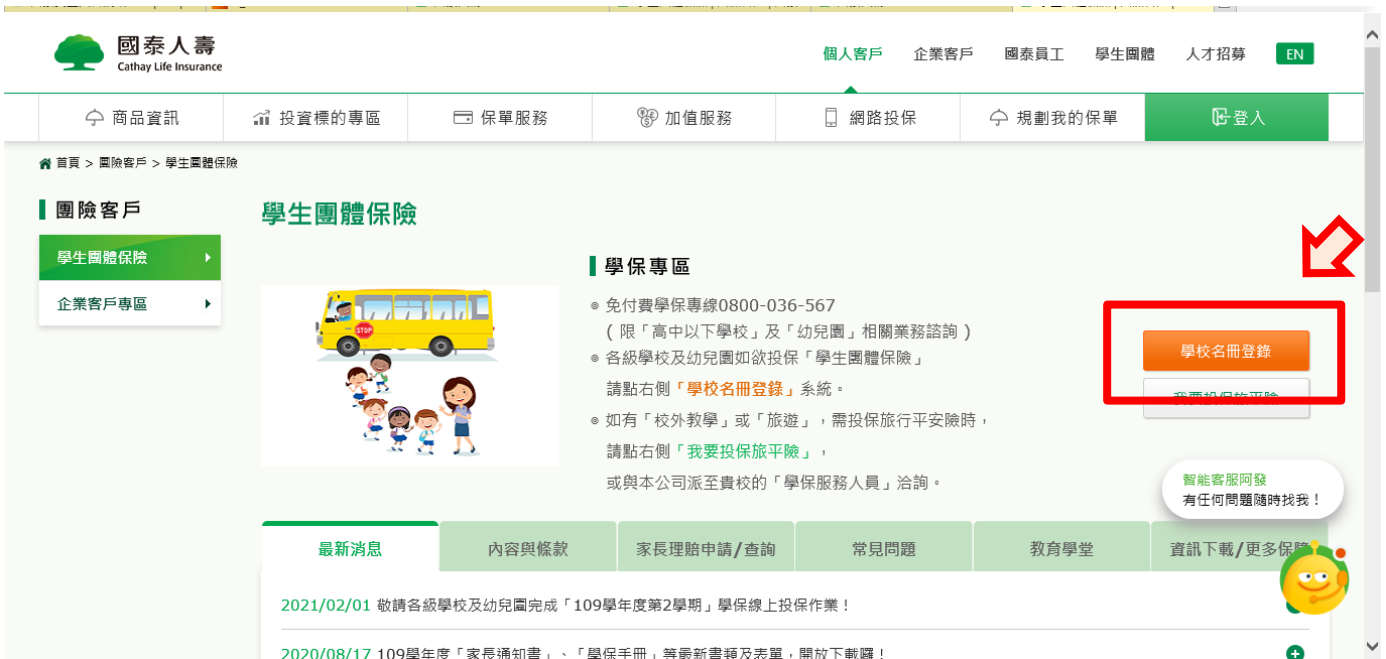 國泰人壽
Cathay Life Insurance
個人客戶 企業客戶 國泰員工 學生團體 人才招募 EN
商品資訊 投資標的專區 保單服務 加值服務 網路投保 規劃我的保單 登入
首頁 > 團險客戶 > 學生團體保險
團險客戶
學生團體保險
企業客戶專區
學生團體保險
STOP
學保專區
免付費學保專線0800-036-567
(限「高中以下學校」及「幼兒園」相關業務諮詢)
各級學校及幼兒園如欲投保「學生團體保險」
請點右側「學校名冊登錄」系統。
如有「校外教學」或「旅遊」，需投保旅行平安險時，
請點右側「我要投保旅平險」，
或與本公司派至貴校的「學保服務人員」洽詢。
學校名冊登錄
我要投保旅平險
智能客服阿發
有任何問題隨時找我！
最新消息 內容與條款 家長理賠申請/查詢 常見問題 教育學堂 資訊下載/更多保險
2021/02/01 敬請各級學校及幼兒園完成「109學年度第2學期」學保線上投保作業！
2020/08/17 109學年度「家長通知書」、「學保手冊」等最新書類及表單，開放下載囉！